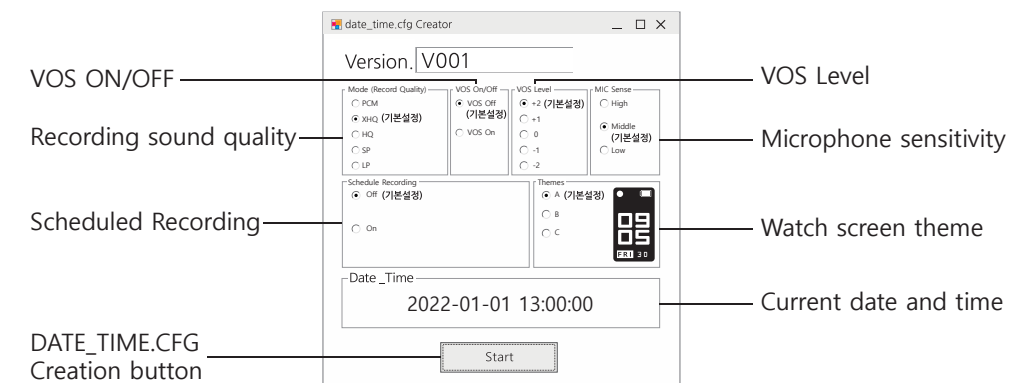 date_time.cfg Creator
Version. V001
VOS ON/OFF
VOS Level
Mode (Record Quality)
PCM
XHQ (기본설정)
HQ
SP
LP
VOS On/Off
VOS Off
(기본설정)
VOS On
VOS Level
+2 (기본설정)
+1
0
-1
-2
MIC Sense
High
Middle
(기본설정)
Low
Recording sound quality
Microphone sensitivity
Schedule Recording
Off (기본설정)
On
Themes
A (기본설정)
B
C
09
05
FRI 30
Scheduled Recording
Watch screen theme
Date _Time
2022-01-01 13:00:00
Current date and time
DATE_TIME.CFG
Creation button
Start